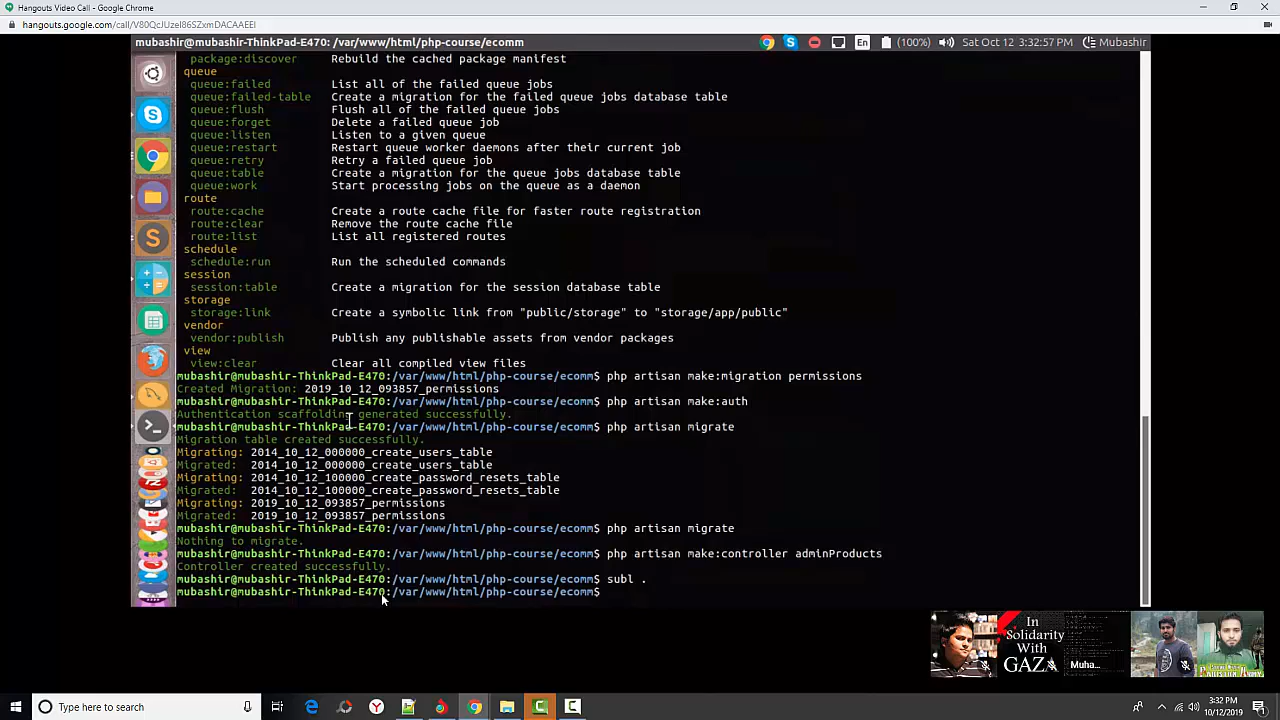 Hangouts Video Call - Google Chrome
hangouts.google.com/call/V80QcJUzeI86SZxmDACAAEEI
mubashir@mubashir-ThinkPad-E470: /var/www/html/php-course/ecomm
En (100%) Sat Oct 12 3:32:57 PM Mubashir
package:discover Rebuild the cached package manifest
queue
queue:failed List all of the failed queue jobs
queue:failed-table Create a migration for the failed queue jobs database table
queue:flush Flush all of the failed queue jobs
queue:forget Delete a failed queue job
queue:listen Listen to a given queue
queue:restart Restart queue worker daemons after their current job
queue:retry Retry a failed queue job
queue:table Create a migration for the queue jobs database table
queue:work Start processing jobs on the queue as a daemon
route
route:cache Create a route cache file for faster route registration
route:clear Remove the route cache file
route:list List all registered routes
schedule
schedule:run Run the scheduled commands
session
session:table Create a migration for the session database table
storage
storage:link Create a symbolic link from "public/storage" to "storage/app/public"
vendor
vendor:publish Publish any publishable assets from vendor packages
view
view:clear Clear all compiled view files
mubashir@mubashir-ThinkPad-E470:/var/www/html/php-course/ecomm$ php artisan make:migration permissions
Created Migration: 2019_10_12_093857_permissions
mubashir@mubashir-ThinkPad-E470:/var/www/html/php-course/ecomm$ php artisan make:auth
Authentication scaffolding generated successfully.
mubashir@mubashir-ThinkPad-E470:/var/www/html/php-course/ecomm$ php artisan migrate
Migration table created successfully.
Migrating: 2014_10_12_000000_create_users_table
Migrated: 2014_10_12_000000_create_users_table
Migrating: 2014_10_12_100000_create_password_resets_table
Migrated: 2014_10_12_100000_create_password_resets_table
Migrating: 2019_10_12_093857_permissions
Migrated: 2019_10_12_093857_permissions
mubashir@mubashir-ThinkPad-E470:/var/www/html/php-course/ecomm$ php artisan migrate
Nothing to migrate.
mubashir@mubashir-ThinkPad-E470:/var/www/html/php-course/ecomm$ php artisan make:controller adminProducts
Controller created successfully.
mubashir@mubashir-ThinkPad-E470:/var/www/html/php-course/ecomm$ subl .
mubashir@mubashir-ThinkPad-E470:/var/www/html/php-course/ecomm$
In
Solidarity
With
GAZA
Muha...
Type here to search
3:32 PM
10/12/2019